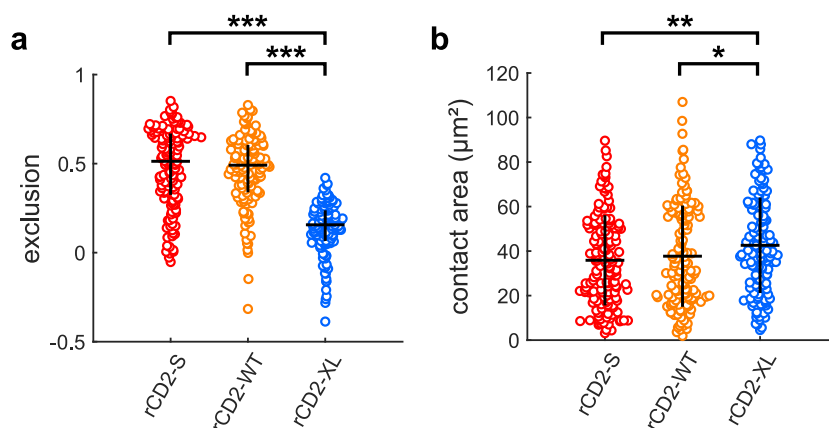 a
***
***
exclusion
1
0.5
0
-0.5
rCD2-S
rCD2-WT
rCD2-XL
b
**
*
contact area (µm²)
120
100
80
60
40
20
0
rCD2-S
rCD2-WT
rCD2-XL